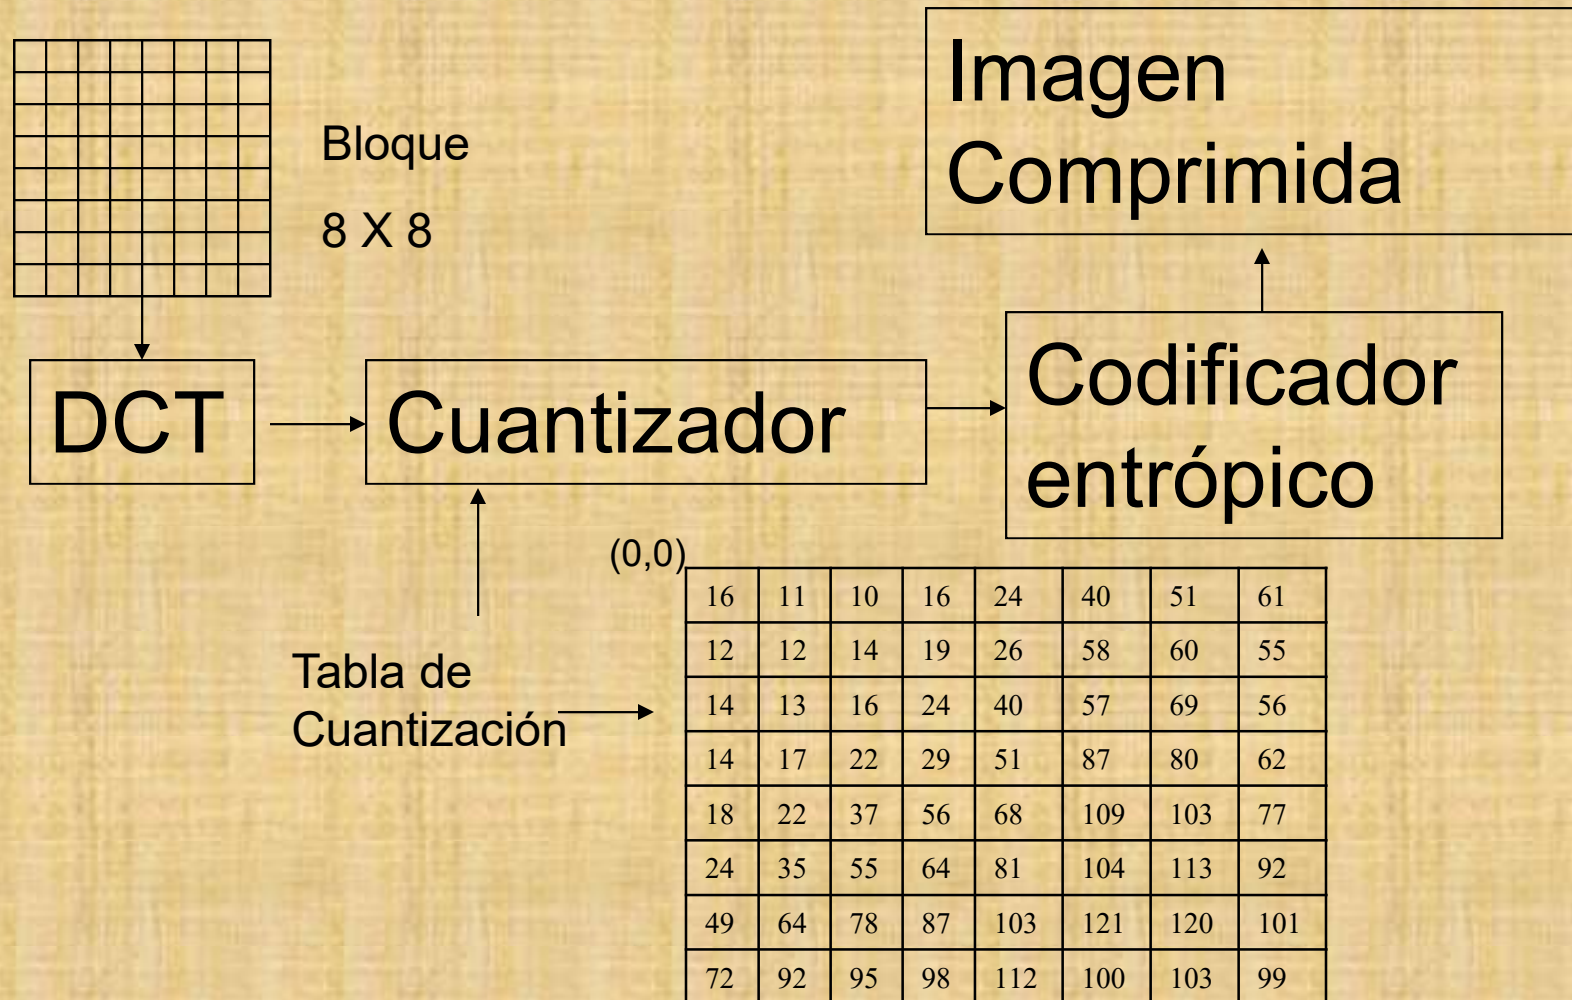 Bloque
8 X 8
Imagen
Comprimida
DCT
Cuantizador
Codificador
entrópico
(0,0)
Tabla de
Cuantización
16 11 10 16 24 40 51 61
12 12 14 19 26 58 60 55
14 13 16 24 40 57 69 56
14 17 22 29 51 87 80 62
18 22 37 56 68 109 103 77
24 35 55 64 81 104 113 92
49 64 78 87 103 121 120 101
72 92 95 98 112 100 103 99